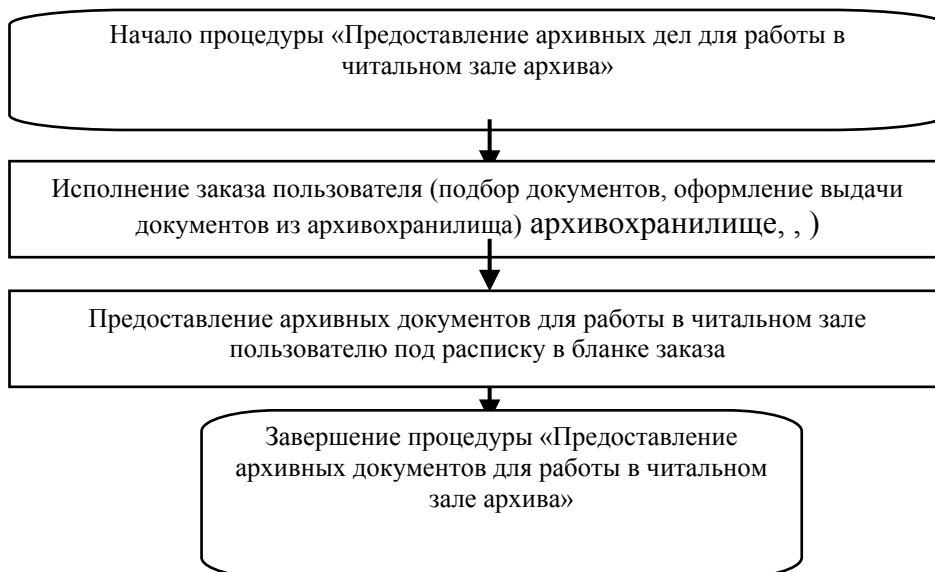 Начало процедуры «Предоставление архивных дел для работы в
читальном зале архива»
Исполнение заказа пользователя (подбор документов, оформление выдачи
документов из архивохранилища) архивохранилище, , )
Предоставление архивных документов для работы в читальном зале
пользователю под расписку в бланке заказа
Завершение процедуры «Предоставление
архивных документов для работы в читальном
зале архива»